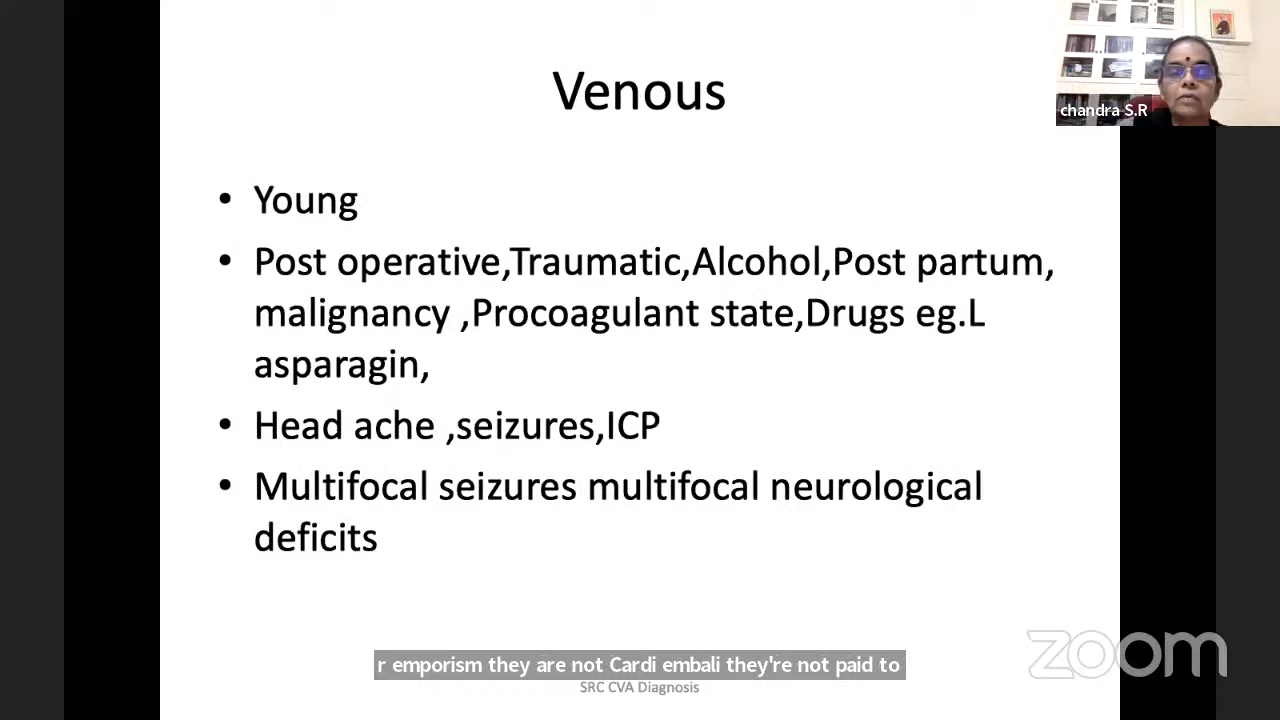 Venous
chandra S.R
• Young
• Post operative,Traumatic,Alcohol,Post partum,
malignancy ,Procoagulant state,Drugs eg.L
asparagin,
• Head ache ,seizures,ICP
• Multifocal seizures multifocal neurological
deficits
r emporism they are not Cardi embali they're not paid to
SRC CVA Diagnosis
zoom